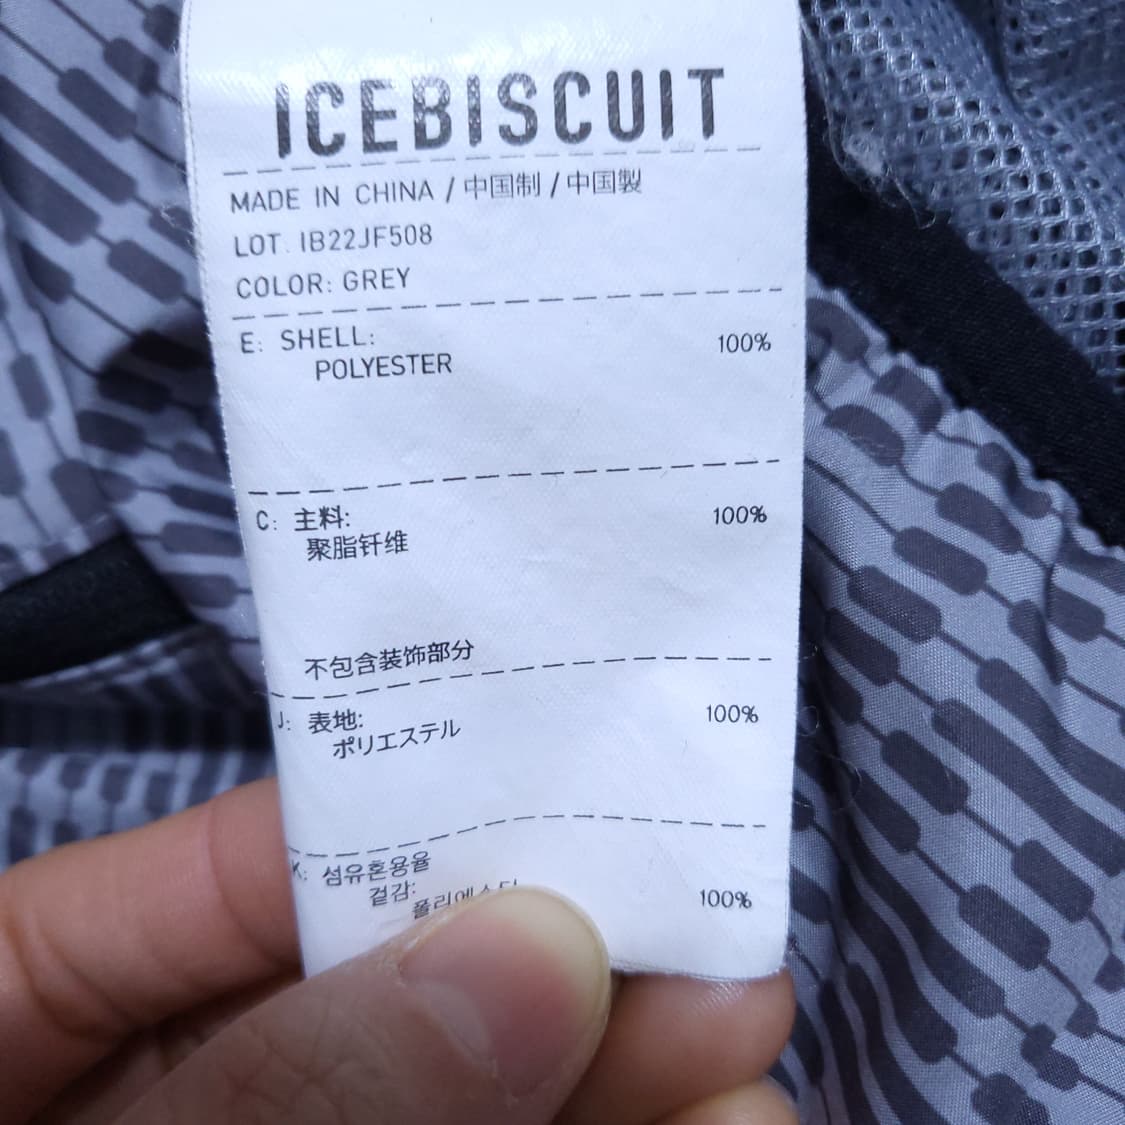 ICEBISCUIT
MADE IN CHINA / 中国制 / 中国製
LOT. IB22JF508
COLOR: GREY
E: SHELL: 100%
POLYESTER
C: 主料: 100%
聚脂钎维
不包含装饰部分
J: 表地: 100%
ポリエステル
K: 섬유혼용율
겉감: 100%